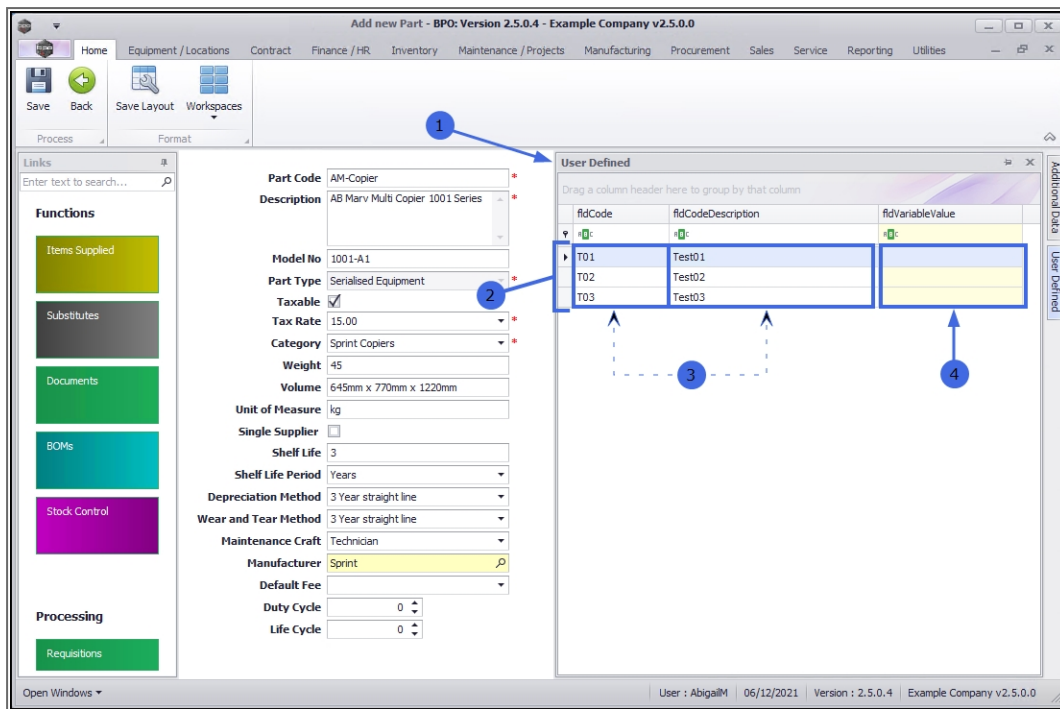 Add new Part - BPO: Version 2.5.0.4 - Example Company v2.5.0.0
Home Equipment / Locations Contract Finance / HR Inventory Maintenance / Projects Manufacturing Procurement Sales Service Reporting Utilities
Save Back Save Layout Workspaces
Process Format
1
Links
Enter text to search...
Functions
Items Supplied
Substitutes
Documents
BOMs
Stock Control
Processing
Requisitions
Part Code AM-Copier *
Description AB Marv Multi Copier 1001 Series *
Model No 1001-A1
Part Type Serialised Equipment *
Taxable
Tax Rate 15.00 *
Category Sprint Copiers *
Weight 45
Volume 645mm x 770mm x 1220mm
Unit of Measure kg
Single Supplier
Shelf Life 3
Shelf Life Period Years
Depreciation Method 3 Year straight line
Wear and Tear Method 3 Year straight line
Maintenance Craft Technician
Manufacturer Sprint
Default Fee
Duty Cycle 0
Life Cycle 0
User Defined
Drag a column header here to group by that column
fldCode fldCodeDescription fldVariableValue
T01 Test01
T02 Test02
T03 Test03
2
3
4
Additional Data
User Defined
Open Windows User : AbigailM 06/12/2021 Version : 2.5.0.4 Example Company v2.5.0.0